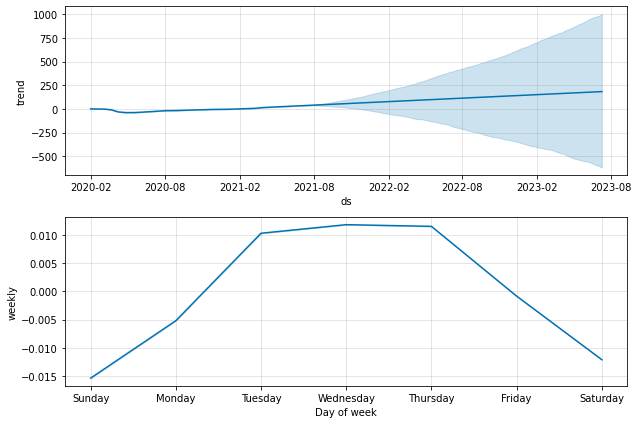 1000
750
500
250
0
−250
−500
trend
2020-02 2020-08 2021-02 2021-08 2022-02 2022-08 2023-02 2023-08
ds
0.010
0.005
0.000
−0.005
−0.010
−0.015
weekly
Sunday Monday Tuesday Wednesday Thursday Friday Saturday
Day of week